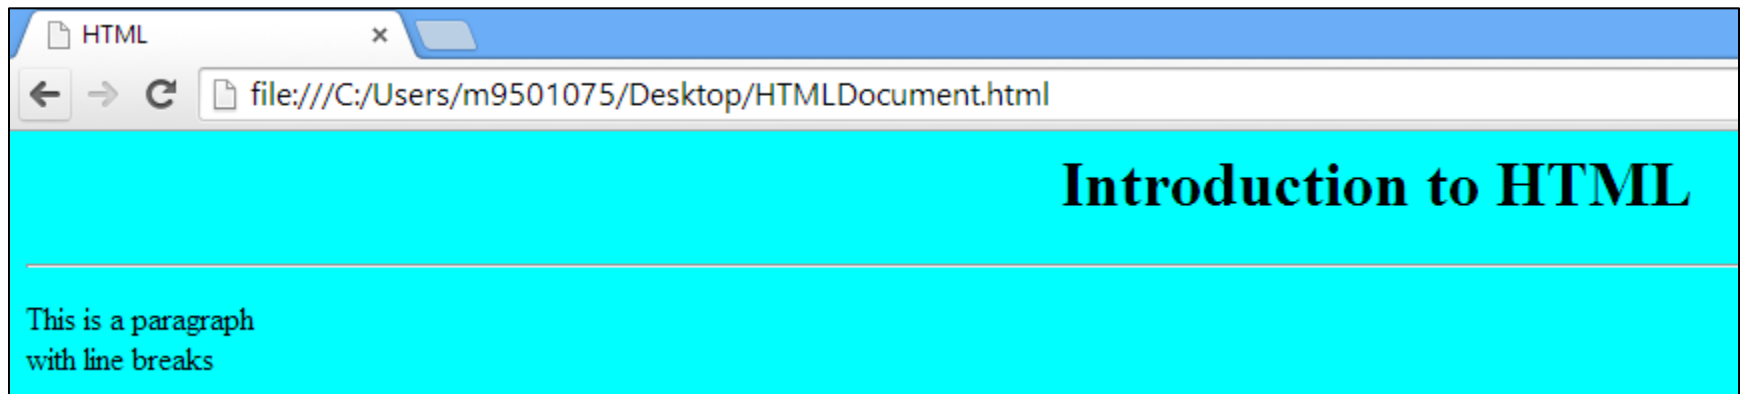 HTML
file:///C:/Users/m9501075/Desktop/HTMLDocument.html
Introduction to HTML
This is a paragraph
with line breaks